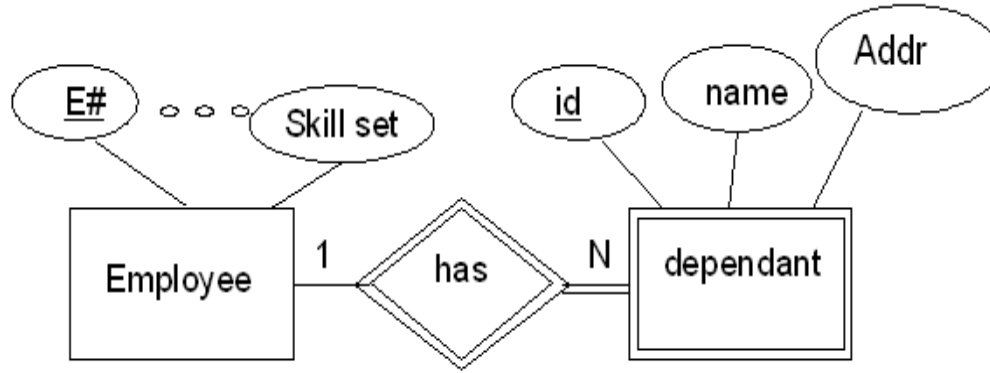 E#
Skill set
id
name
Addr
Employee
1
has
N
dependant